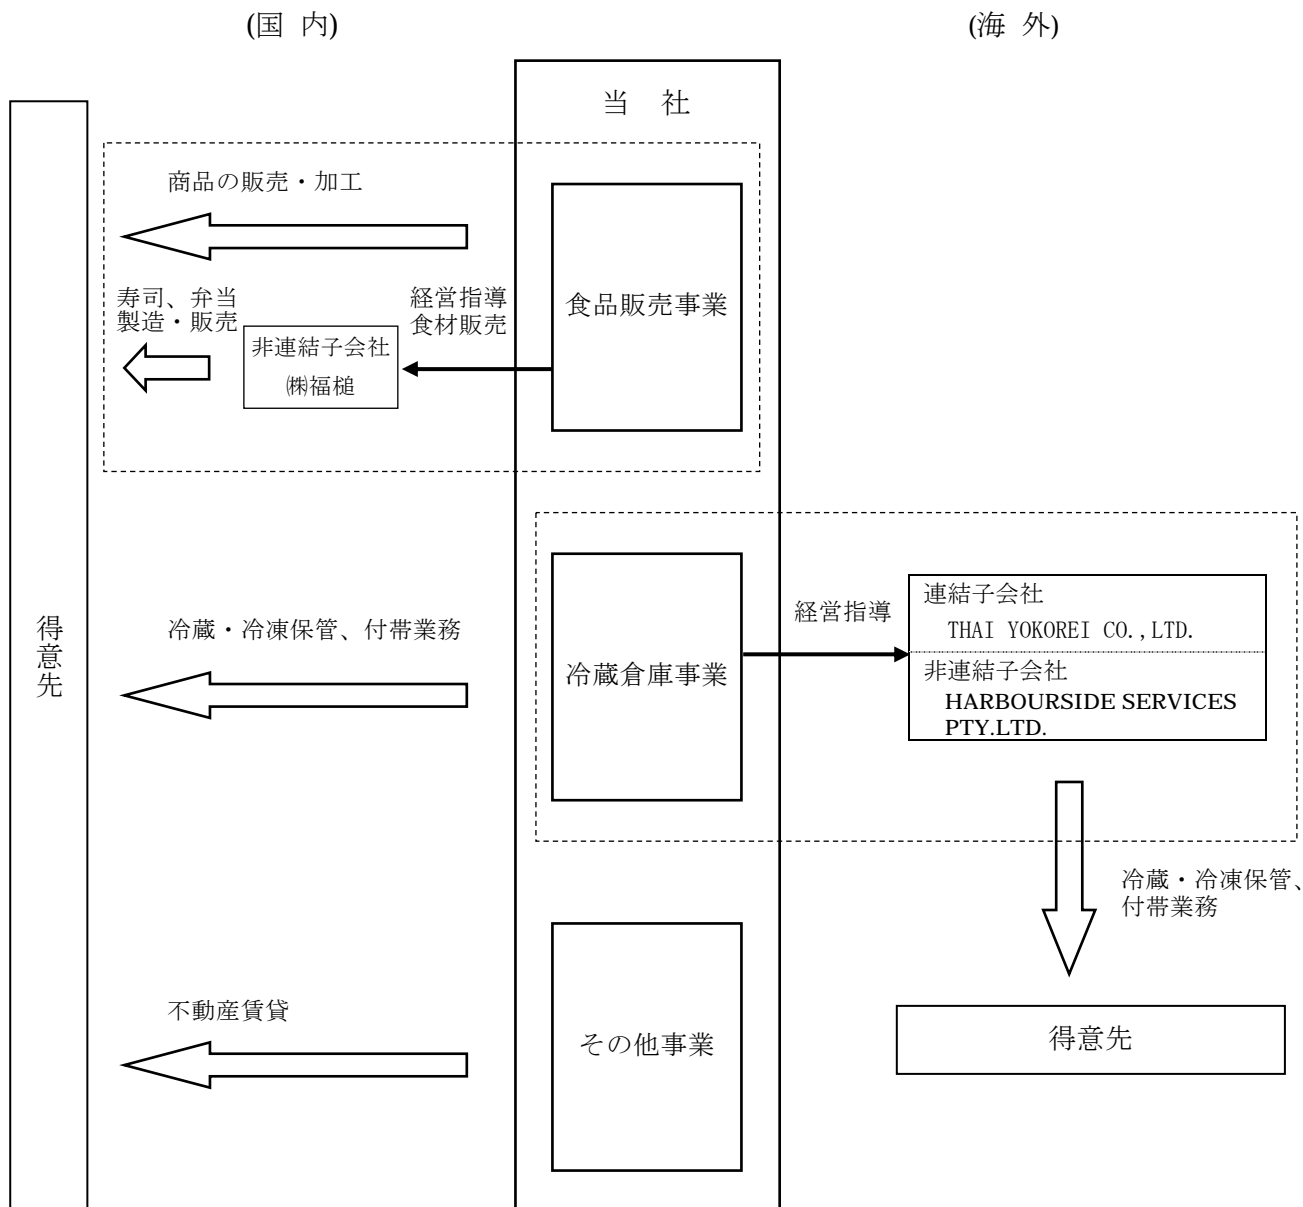 (国 内)
(海 外)
当 社
商品の販売・加工
食品販売事業
寿司、弁当
製造・販売
経営指導
食材販売
非連結子会社
㈱福槌
得意先
冷蔵・冷凍保管、付帯業務
冷蔵倉庫事業
経営指導
連結子会社
THAI YOKOREI CO.,LTD.
非連結子会社
HARBOURSIDE SERVICES
PTY.LTD.
冷蔵・冷凍保管、
付帯業務
不動産賃貸
その他事業
得意先